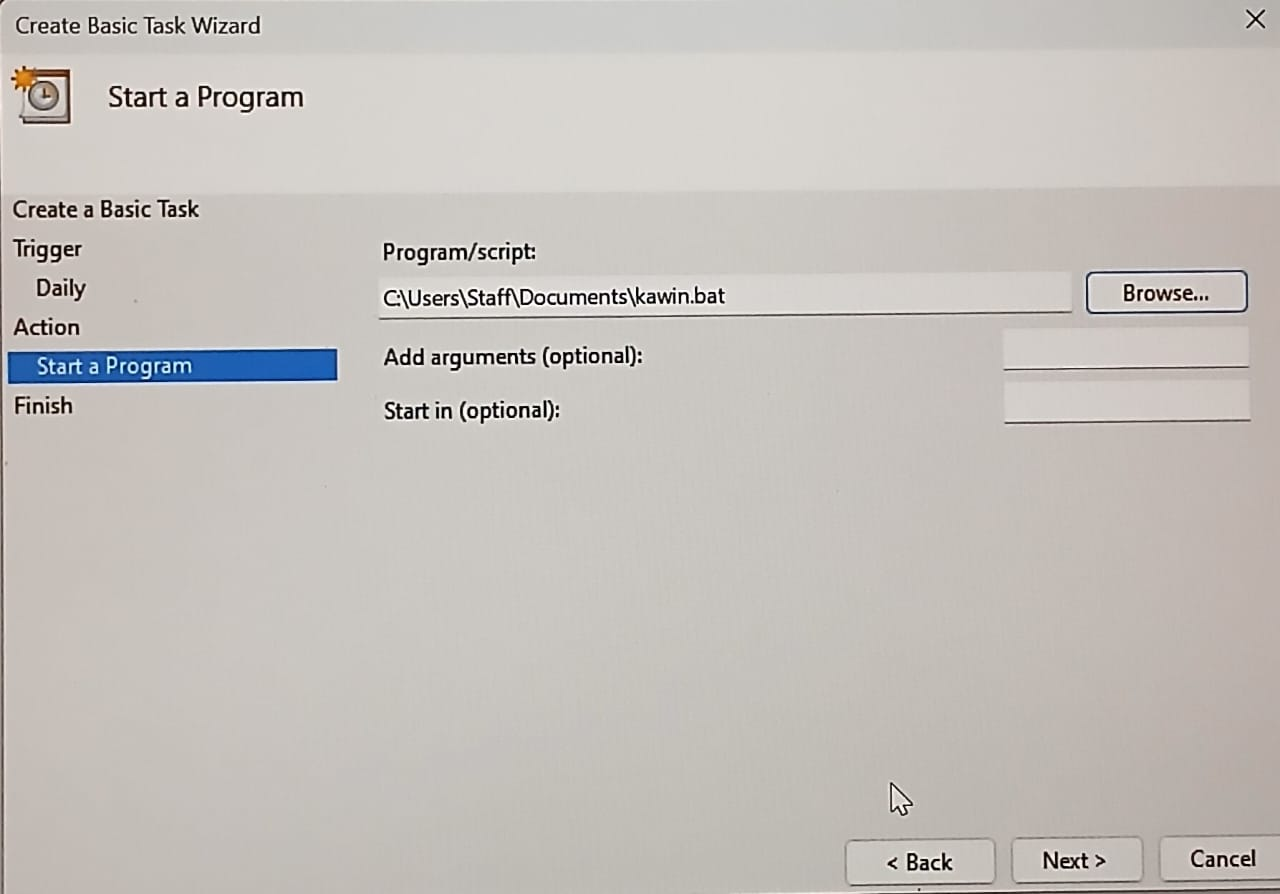 Create Basic Task Wizard
Start a Program
Create a Basic Task
Trigger
Daily
Action
Start a Program
Finish
Program/script:
C:\Users\Staff\Documents\kawin.bat
Browse...
Add arguments (optional):
Start in (optional):
< Back
Next >
Cancel